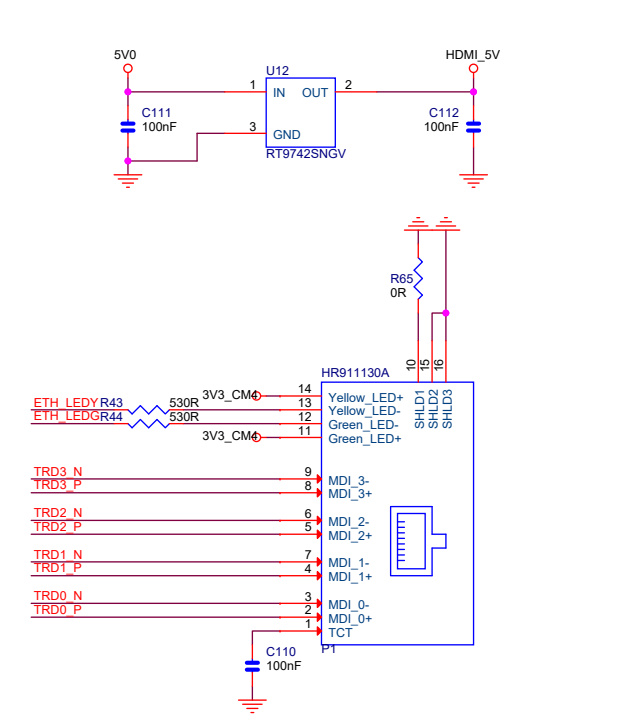 5V0
HDMI_5V
U12
1 IN OUT 2
C111
100nF
C112
100nF
3 GND
RT9742SNGV
R65
0R
10
15
16
HR911130A
SHLD1
SHLD2
SHLD3
3V3_CM4 14 Yellow_LED+
ETH_LEDY R43 530R 13 Yellow_LED-
ETH_LEDG R44 530R 12 Green_LED-
3V3_CM4 11 Green_LED+
TRD3_N 9 MDI_3-
TRD3_P 8 MDI_3+
TRD2_N 6 MDI_2-
TRD2_P 5 MDI_2+
TRD1_N 7 MDI_1-
TRD1_P 4 MDI_1+
TRD0_N 3 MDI_0-
TRD0_P 2 MDI_0+
1 TCT
P1
C110
100nF